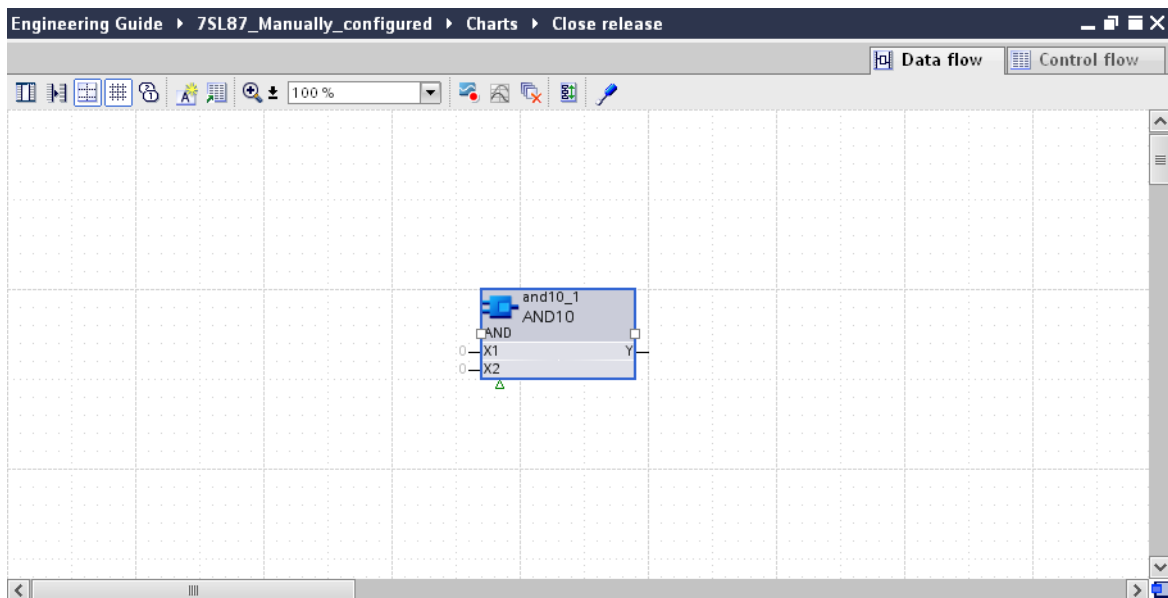 Engineering Guide ▸ 7SL87_Manually_configured ▸ Charts ▸ Close release
Data flow Control flow
100 %
and10_1
AND10
AND
0 X1 Y
0 X2